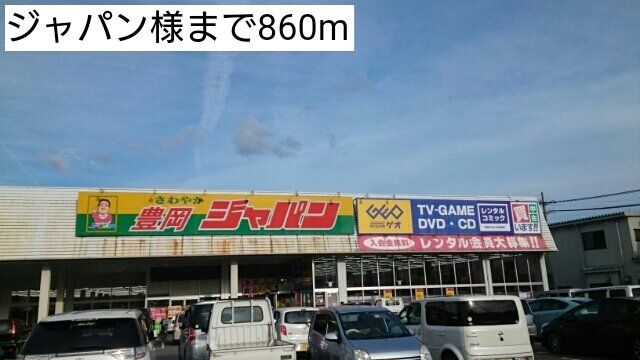 ジャパン様まで860m
さわやか
豊岡 ジャパン
GEO
ゲオ
TV-GAME
DVD・CD
レンタル
コミック
買
います!!
入会金無料 レンタル会員大募集!!